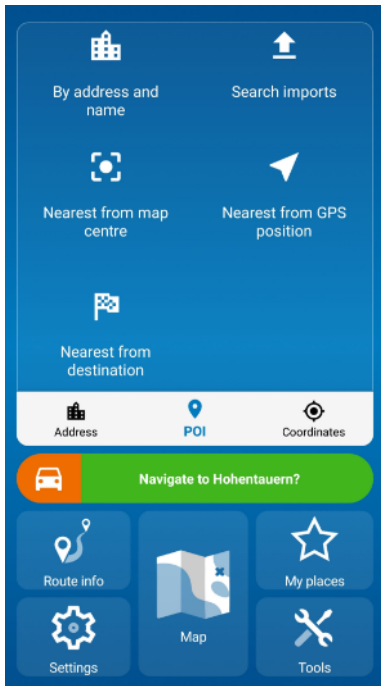 By address and
name
Search imports
Nearest from map
centre
Nearest from GPS
position
Nearest from
destination
Address
POI
Coordinates
Navigate to Hohentauern?
Route info
Map
My places
Settings
Tools